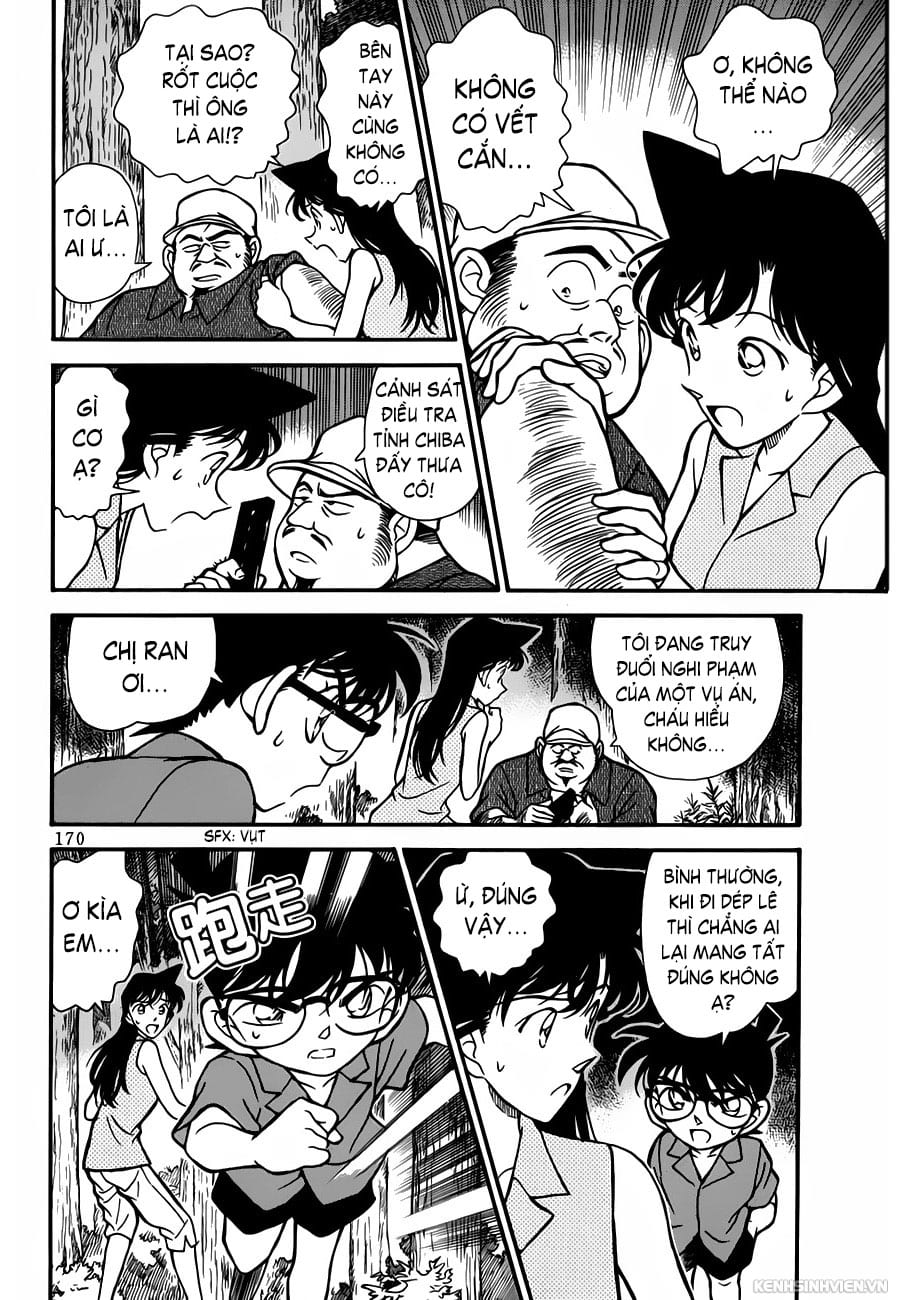 TẠI SAO?
RỐT CUỘC
THÌ ÔNG
LÀ AI!?
BÊN
TAY
NÀY
CŨNG
KHÔNG
CÓ...
TÔI LÀ
AI Ư...
KHÔNG
CÓ VẾT
CẮN...
Ơ, KHÔNG
THỂ NÀO
...
GÌ
CƠ
Ạ?
CẢNH SÁT
ĐIỀU TRA
TỈNH CHIBA
ĐẤY THƯA
CÔ!
CHỊ RAN
ƠI...
TÔI ĐANG TRUY
ĐUỔI NGHI PHẠM
CỦA MỘT VỤ ÁN,
CHÁU HIỂU
KHÔNG...
170
SFX: VỤT
Ơ KÌA
EM...
跑走
Ừ, ĐÚNG
VẬY...
BÌNH THƯỜNG,
KHI ĐI DÉP LÊ
THÌ CHẲNG AI
LẠI MANG TẤT
ĐÚNG KHÔNG
Ạ?
KENHSINHVIEN.VN